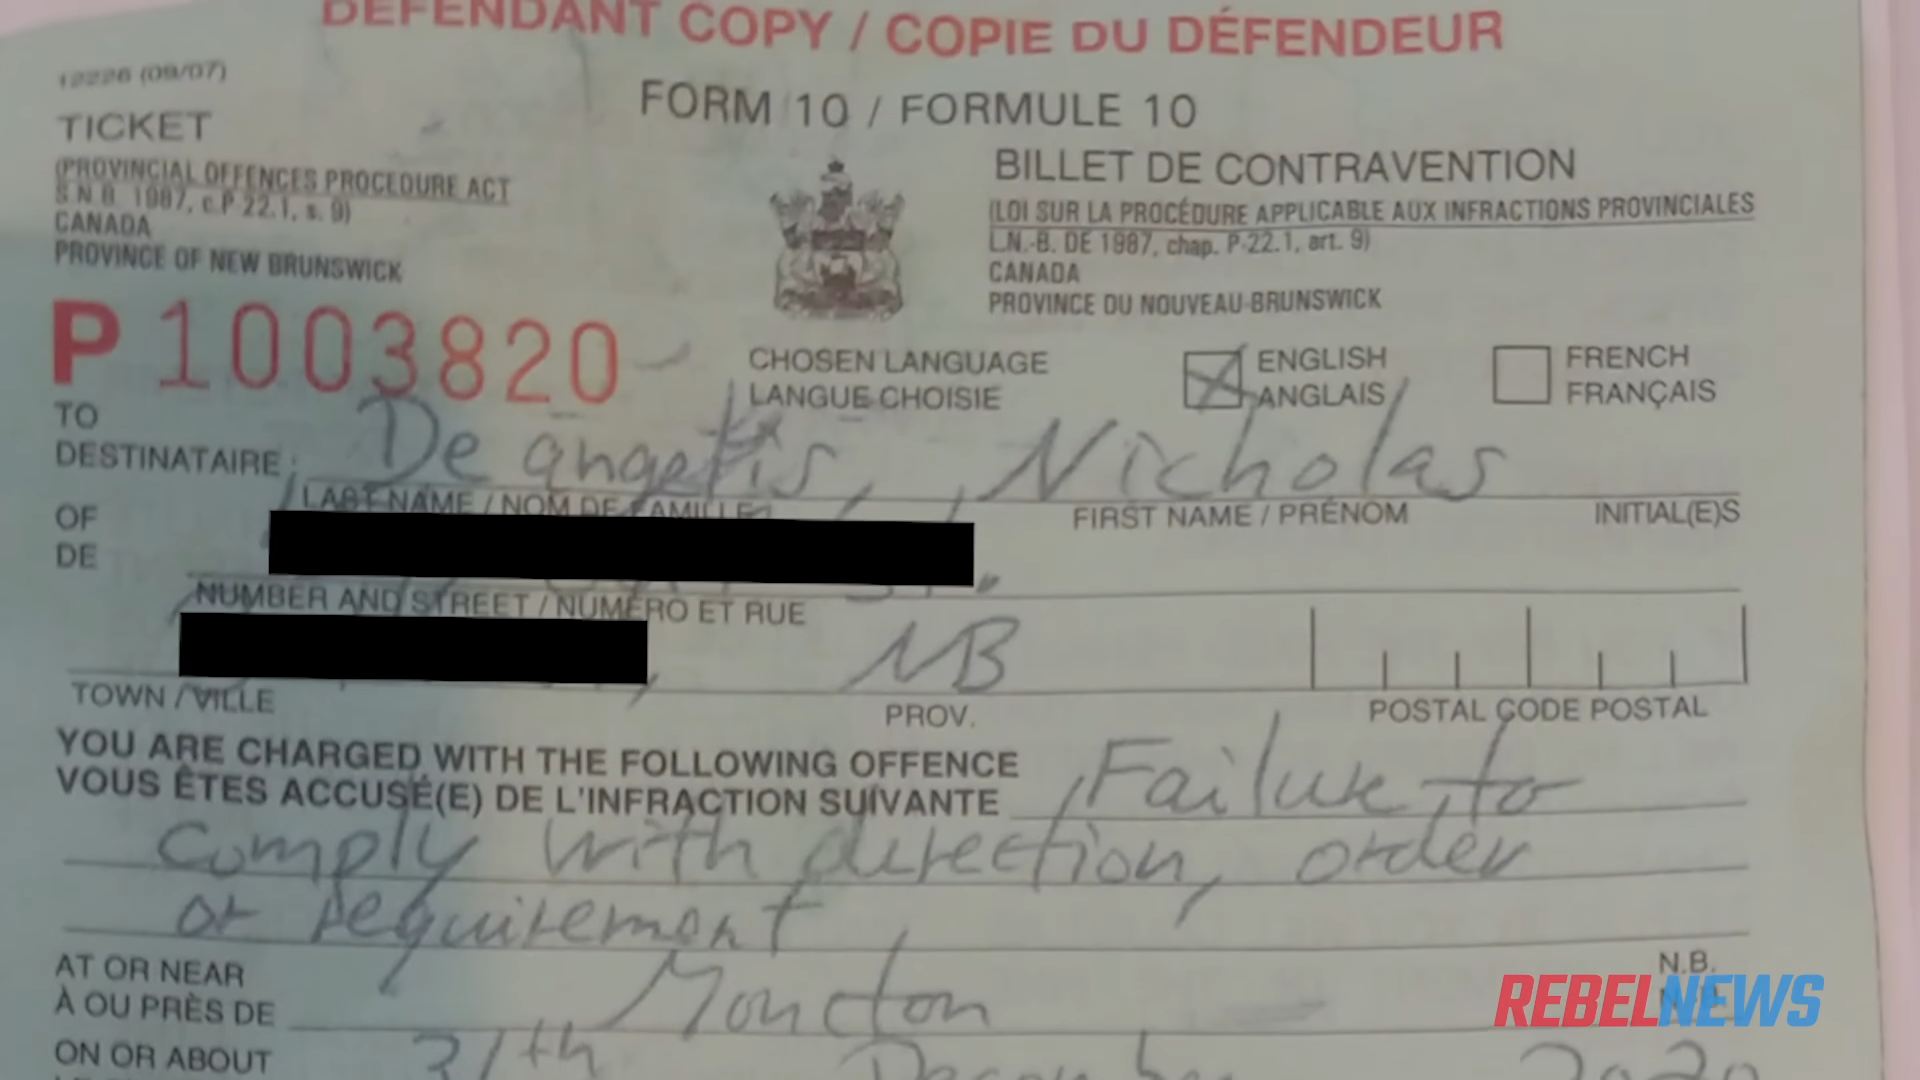 DEFENDANT COPY / COPIE DU DÉFENDEUR
12226 (09/07)
FORM 10 / FORMULE 10
TICKET
(PROVINCIAL OFFENCES PROCEDURE ACT
S.N.B. 1987, c.P 22.1, s. 9)
CANADA
PROVINCE OF NEW BRUNSWICK
BILLET DE CONTRAVENTION
(LOI SUR LA PROCÉDURE APPLICABLE AUX INFRACTIONS PROVINCIALES
L.N.-B. DE 1987, chap. P-22.1, art. 9)
CANADA
PROVINCE DU NOUVEAU-BRUNSWICK
P 1003820
CHOSEN LANGUAGE
LANGUE CHOISIE
ENGLISH
ANGLAIS
FRENCH
FRANÇAIS
TO
DESTINATAIRE : De angelis, Nicholas
LAST NAME / NOM DE FAMILLE FIRST NAME / PRÉNOM INITIAL(E)S
OF
DE
NUMBER AND STREET / NUMÉRO ET RUE
NB
TOWN / VILLE PROV. POSTAL CODE POSTAL
YOU ARE CHARGED WITH THE FOLLOWING OFFENCE
VOUS ÊTES ACCUSÉ(E) DE L'INFRACTION SUIVANTE Failure to
comply with direction, order
or requirement
AT OR NEAR
À OU PRÈS DE Moncton N.B.
ON OR ABOUT 31th December 2020
REBELNEWS